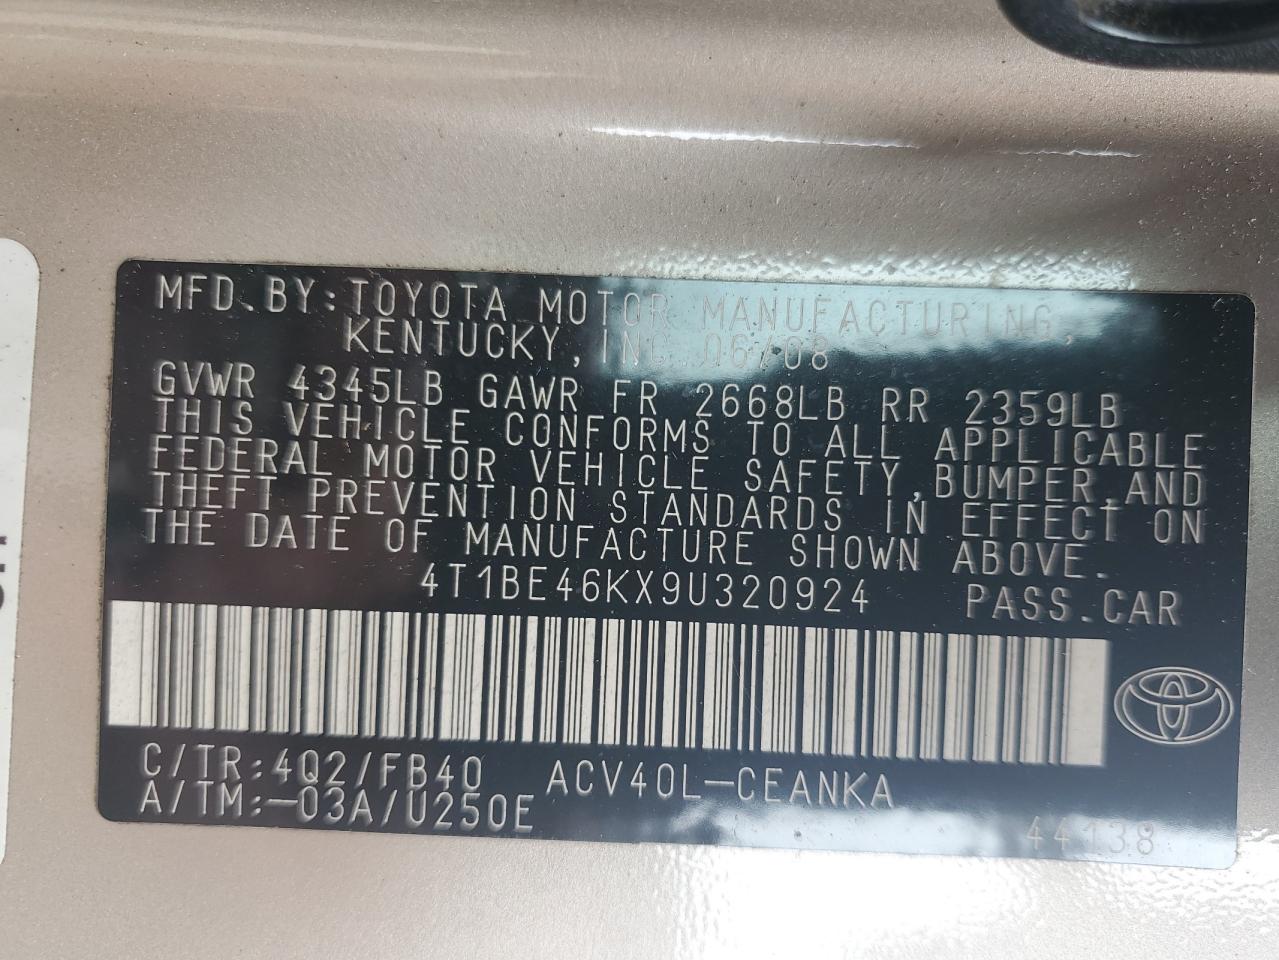 MFD.BY:TOYOTA MOTOR MANUFACTURING,
KENTUCKY,INC. 06/08
GVWR 4345LB GAWR FR 2668LB RR 2359LB
THIS VEHICLE CONFORMS TO ALL APPLICABLE
FEDERAL MOTOR VEHICLE SAFETY,BUMPER,AND
THEFT PREVENTION STANDARDS IN EFFECT ON
THE DATE OF MANUFACTURE SHOWN ABOVE.
4T1BE46KX9U320924 PASS.CAR
C/TR:4Q2/FB40 ACV40L-CEANKA
A/TM:-03A/U250E
44138